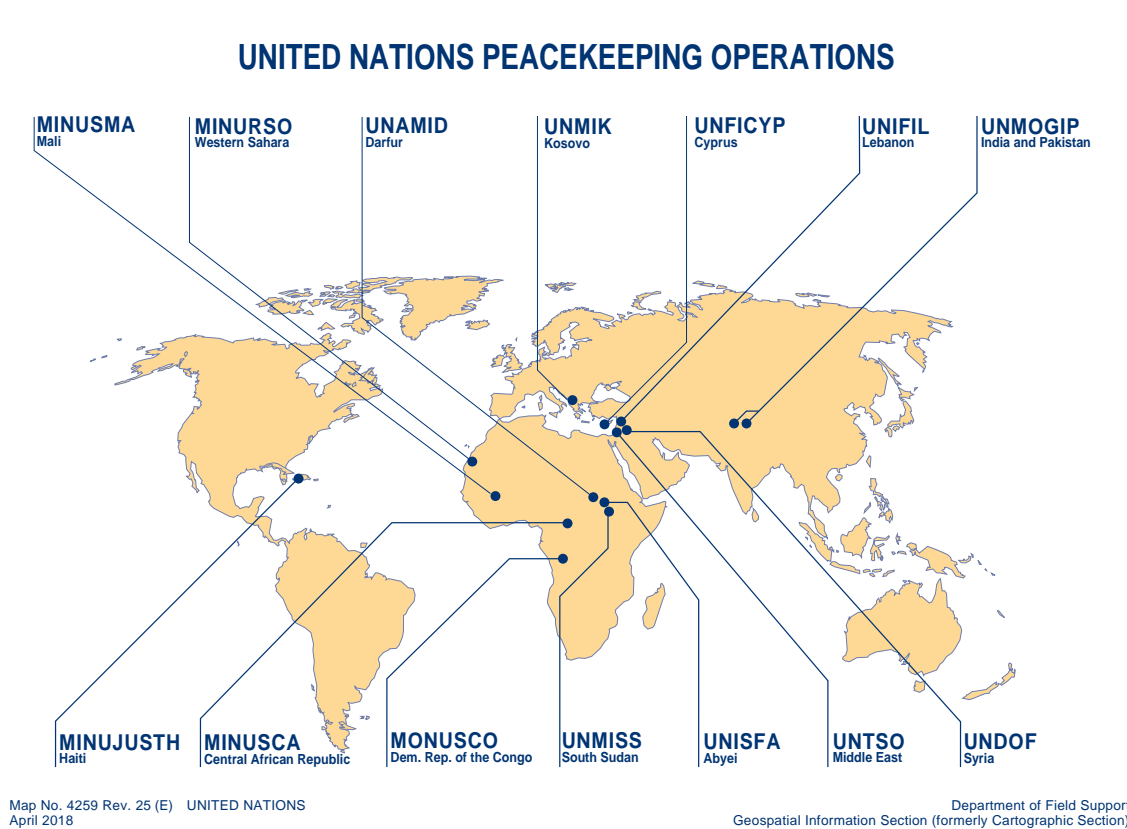 UNITED NATIONS PEACEKEEPING OPERATIONS
MINUSMA
Mali
MINURSO
Western Sahara
UNAMID
Darfur
UNMIK
Kosovo
UNFICYP
Cyprus
UNIFIL
Lebanon
UNMOGIP
India and Pakistan
MINUJUSTH
Haiti
MINUSCA
Central African Republic
MONUSCO
Dem. Rep. of the Congo
UNMISS
South Sudan
UNISFA
Abyei
UNTSO
Middle East
UNDOF
Syria
Map No. 4259 Rev. 25 (E) UNITED NATIONS
April 2018
Department of Field Support
Geospatial Information Section (formerly Cartographic Section)